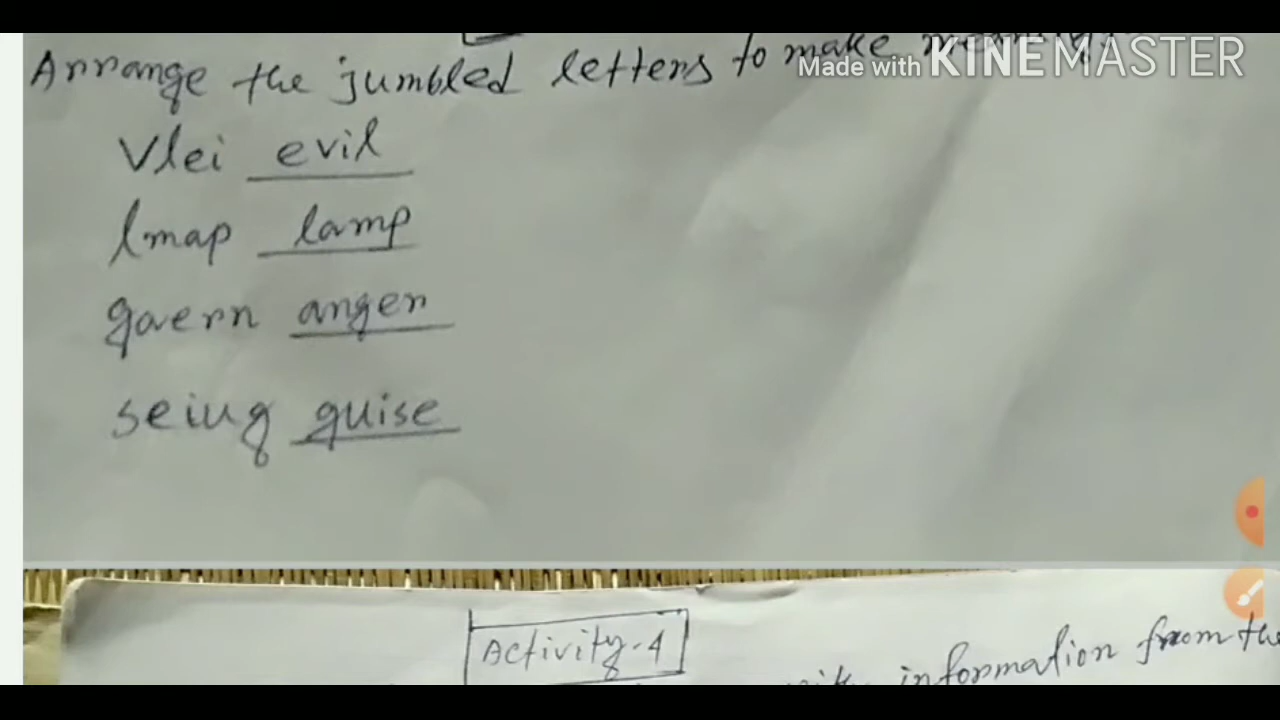 Arrange the jumbled letters to make
Made with KINEMASTER
Vlei evil
lmap lamp
govern anger
seiug guise
Activity-4
information from the